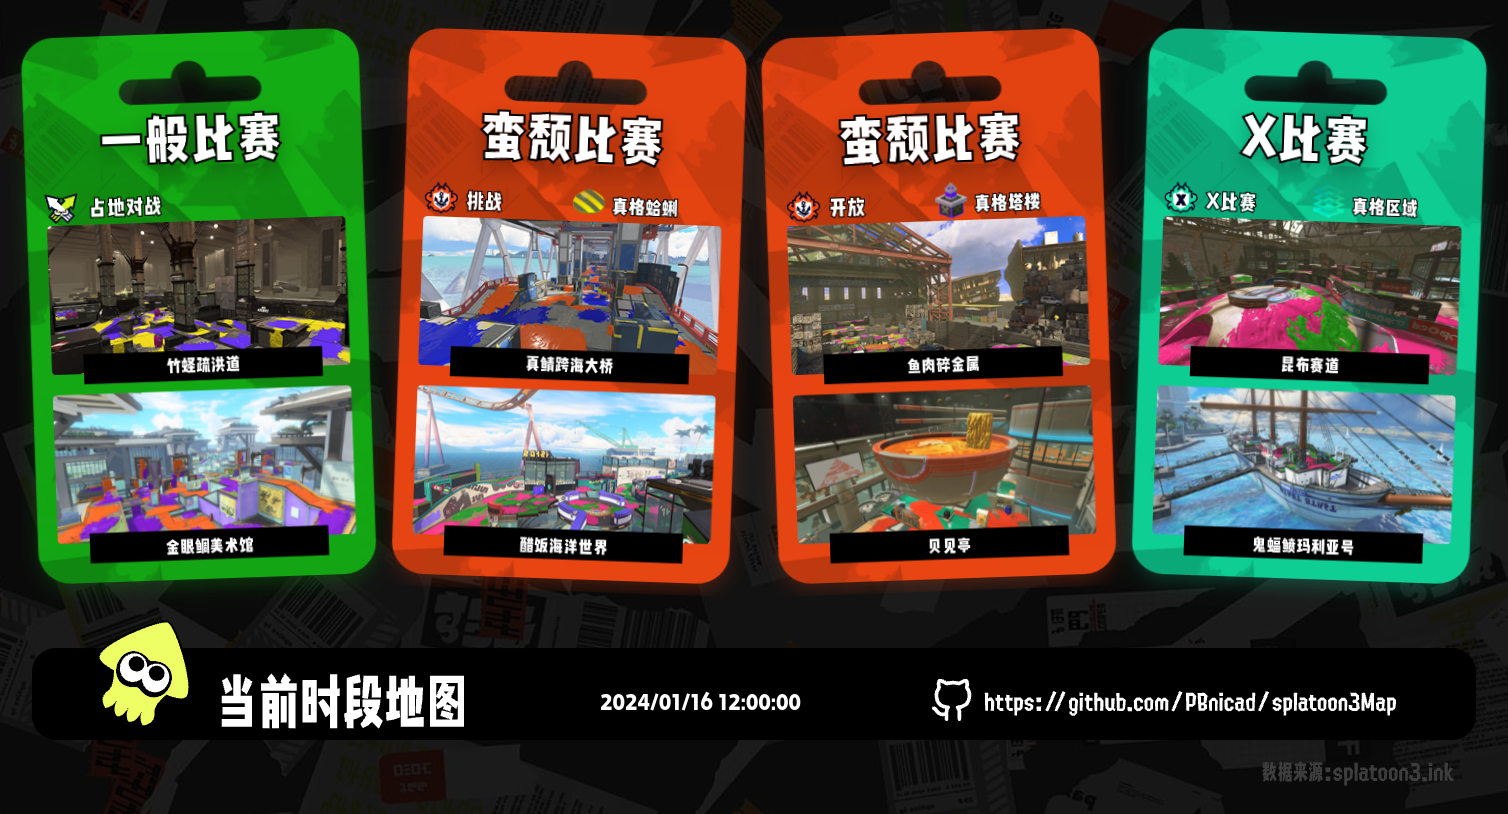 一般比赛
占地对战
竹蛏疏洪道
金眼鲷美术馆
蛮颓比赛
挑战
真格蛤蜊
真鲭跨海大桥
醋饭海洋世界
蛮颓比赛
开放
真格塔楼
鱼肉碎金属
贝贝亭
X比赛
X比赛
真格区域
昆布赛道
鬼蝠鲼玛利亚号
当前时段地图
2024/01/16 12:00:00
https://github.com/PBnicad/splatoon3Map
数据来源:splatoon3.ink